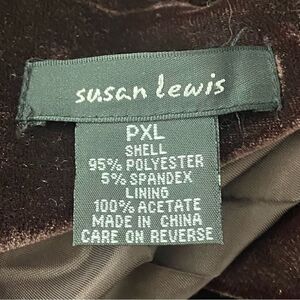 susan lewis
PXL
SHELL
95% POLYESTER
5% SPANDEX
LINING
100% ACETATE
MADE IN CHINA
CARE ON REVERSE